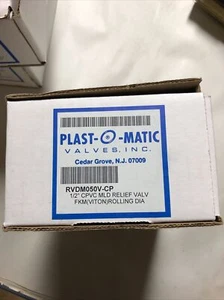 PLAST-O-MATIC
VALVES, INC.
Cedar Grove, N.J. 07009
RVDM050V-CP
1/2" CPVC MLD RELIEF VALV
FKM(VITON)ROLLING DIA